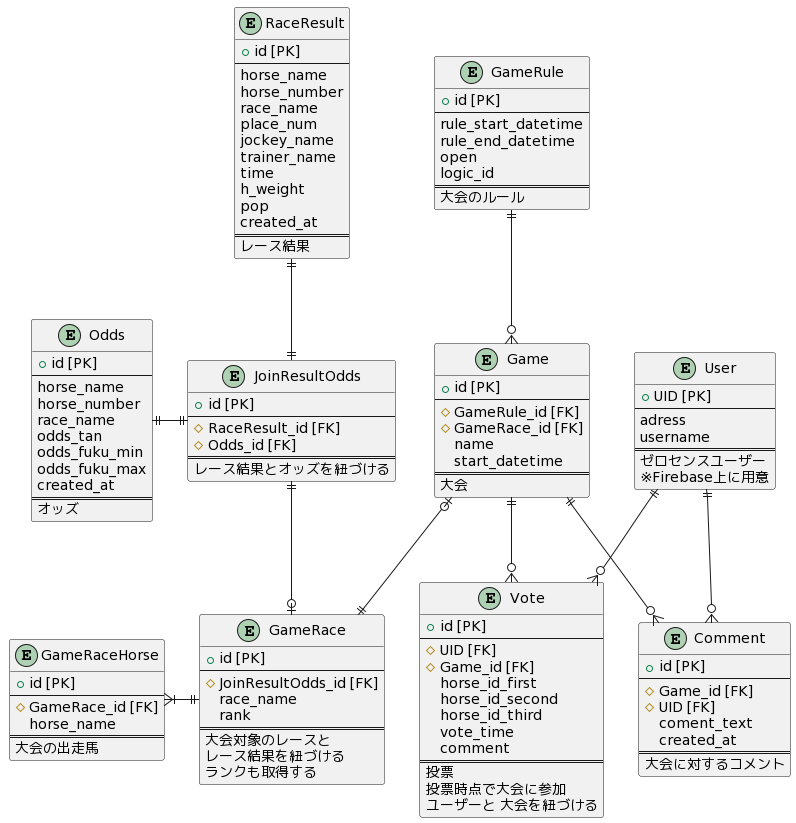 E RaceResult
id [PK]
horse_name
horse_number
race_name
place_num
jockey_name
trainer_name
time
h_weight
pop
created_at
レース結果
E GameRule
id [PK]
rule_start_datetime
rule_end_datetime
open
logic_id
大会のルール
E Odds
id [PK]
horse_name
horse_number
race_name
odds_tan
odds_fuku_min
odds_fuku_max
created_at
オッズ
E JoinResultOdds
id [PK]
RaceResult_id [FK]
Odds_id [FK]
レース結果とオッズを紐づける
E Game
id [PK]
GameRule_id [FK]
GameRace_id [FK]
name
start_datetime
大会
E User
UID [PK]
adress
username
ゼロセンスユーザー
※Firebase上に用意
E GameRaceHorse
id [PK]
GameRace_id [FK]
horse_name
大会の出走馬
E GameRace
id [PK]
JoinResultOdds_id [FK]
race_name
rank
大会対象のレースと
レース結果を紐づける
ランクも取得する
E Vote
id [PK]
UID [FK]
Game_id [FK]
horse_id_first
horse_id_second
horse_id_third
vote_time
comment
投票
投票時点で大会に参加
ユーザーと 大会を紐づける
E Comment
id [PK]
Game_id [FK]
UID [FK]
coment_text
created_at
大会に対するコメント